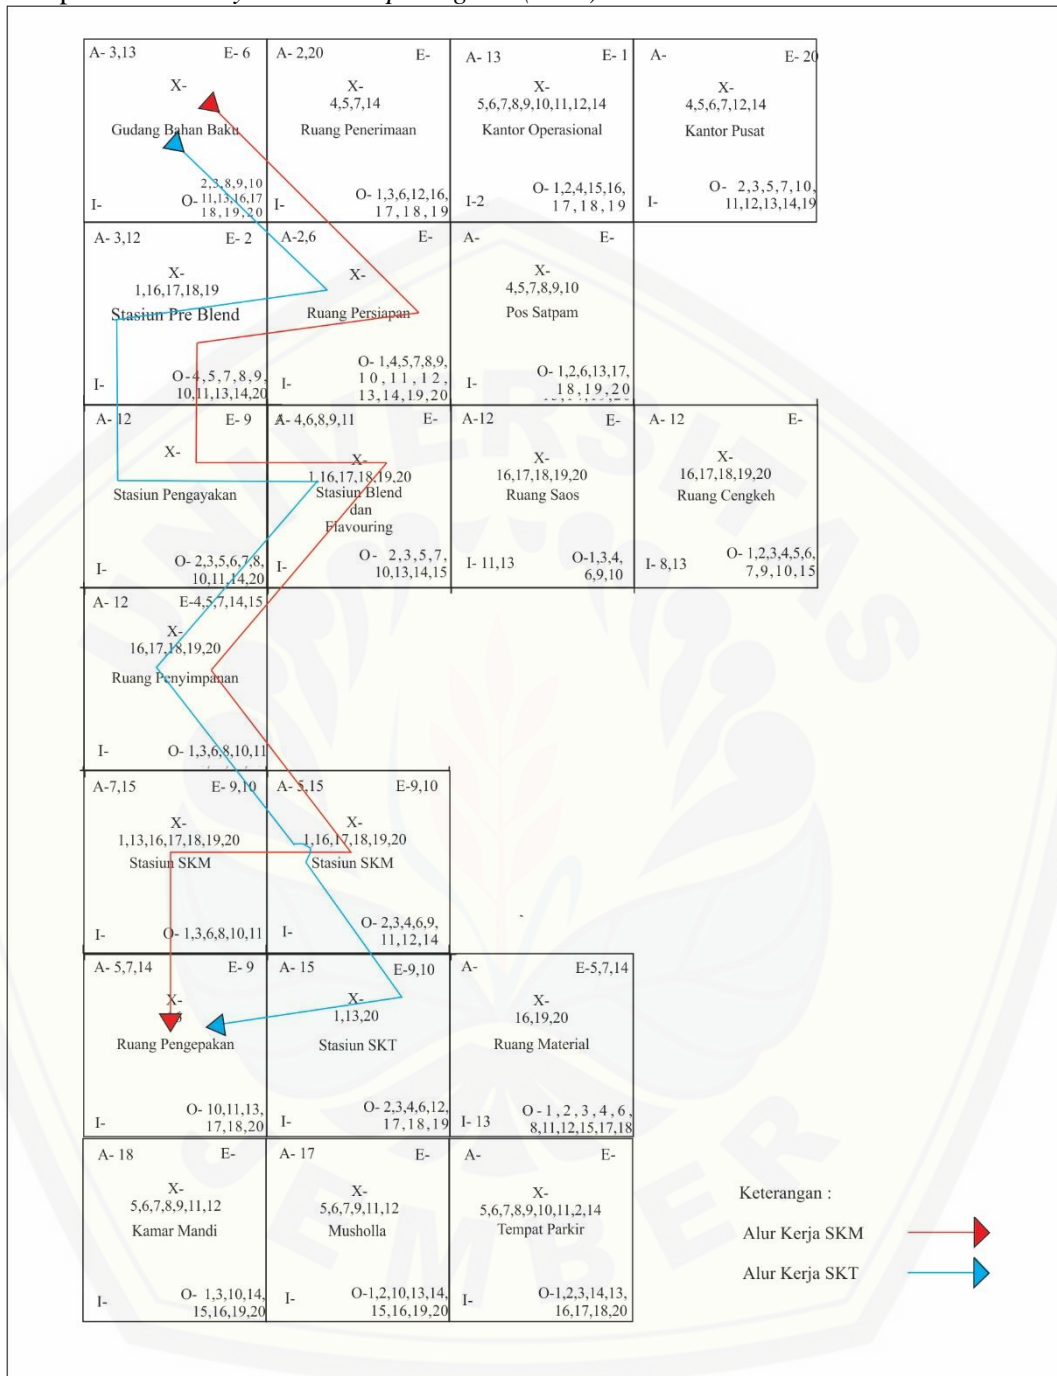 A- 3,13 E- 6
X-
Gudang Bahan Baku
2,3,8,9,10
I- O- 11,13,16,17
18,19,20
A- 2,20 E-
X-
4,5,7,14
Ruang Penerimaan
I- O- 1,3,6,12,16,
17,18,19
A- 13 E- 1
X-
5,6,7,8,9,10,11,12,14
Kantor Operasional
I-2 O- 1,2,4,15,16,
17,18,19
A- E- 20
X-
4,5,6,7,12,14
Kantor Pusat
I- O- 2,3,5,7,10,
11,12,13,14,19
A- 3,12 E- 2
X-
1,16,17,18,19
Stasiun Pre Blend
I- O-4,5,7,8,9,
10,11,13,14,20
A-2,6 E-
X-
Ruang Persiapan
I- O- 1,4,5,7,8,9,
10,11,12,
13,14,19,20
A- E-
X-
4,5,7,8,9,10
Pos Satpam
I- O- 1,2,6,13,17,
18,19,20
A- 12 E- 9
X-
Stasiun Pengayakan
I- O- 2,3,5,6,7,8,
10,11,14,20
A- 4,6,8,9,11 E-
X-
1,16,17,18,19,20
Stasiun Blend
dan
Flavouring
I- O- 2,3,5,7,
10,13,14,15
A-12 E-
X-
16,17,18,19,20
Ruang Saos
I- 11,13 O-1,3,4,
6,9,10
A- 12 E-
X-
16,17,18,19,20
Ruang Cengkeh
I- 8,13 O- 1,2,3,4,5,6,
7,9,10,15
A- 12 E-4,5,7,14,15
X-
16,17,18,19,20
Ruang Penyimpanan
I- O- 1,3,6,8,10,11
A-7,15 E- 9,10
X-
1,13,16,17,18,19,20
Stasiun SKM
I- O- 1,3,6,8,10,11
A- 5,15 E-9,10
X-
1,16,17,18,19,20
Stasiun SKM
I- O- 2,3,4,6,9,
11,12,14
A- 5,7,14 E- 9
X-
Ruang Pengepakan
I- O- 10,11,13,
17,18,20
A- 15 E-9,10
X-
1,13,20
Stasiun SKT
I- O- 2,3,4,6,12,
17,18,19
A- E-5,7,14
X-
16,19,20
Ruang Material
I- 13 O- 1,2,3,4,6,
8,11,12,15,17,18
A- 18 E-
X-
5,6,7,8,9,11,12
Kamar Mandi
I- O- 1,3,10,14,
15,16,19,20
A- 17 E-
X-
5,6,7,9,11,12
Musholla
I- O-1,2,10,13,14,
15,16,19,20
A- E-
X-
5,6,7,8,9,10,11,2,14
Tempat Parkir
I- O-1,2,3,14,13,
16,17,18,20
Keterangan :
Alur Kerja SKM
Alur Kerja SKT
UNIVERSITAS
JEMBER